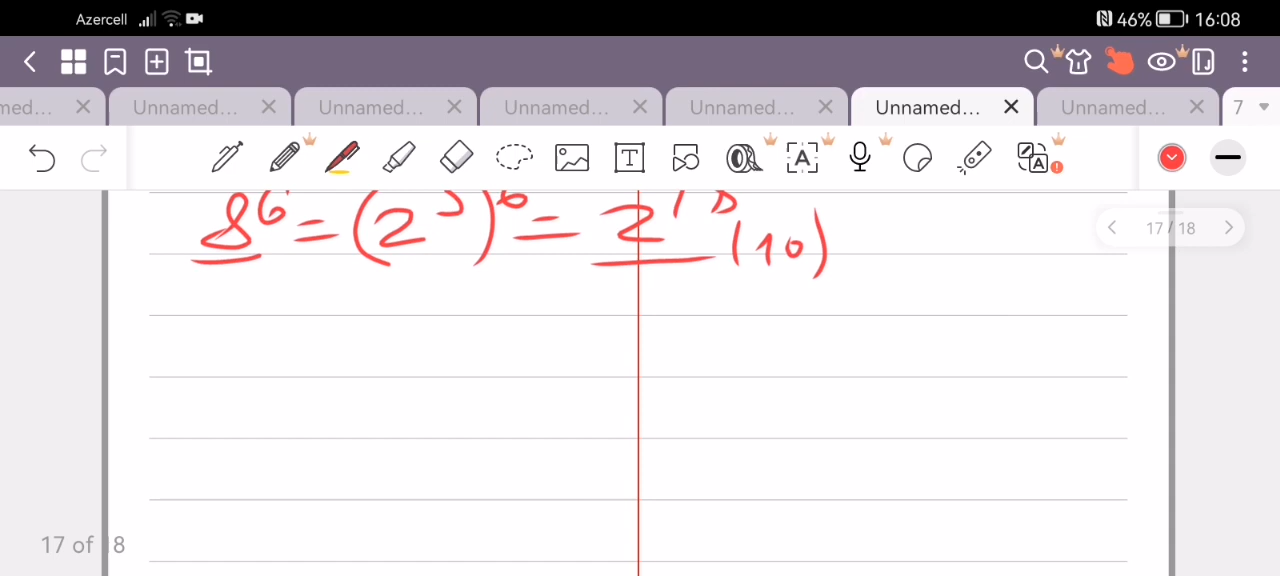 Azercell 46% 16:08
med... Unnamed... Unnamed... Unnamed... Unnamed... Unnamed... Unnamed... 7
T A A
8⁶ = (2³)⁶ = 2¹⁸ (10)
17 / 18
17 of 18